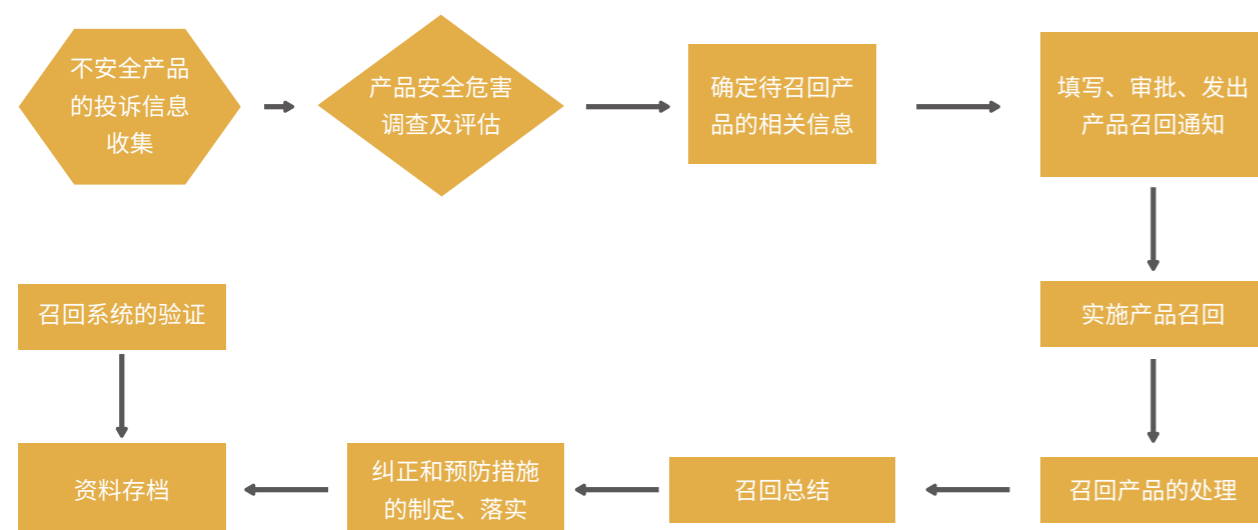 不安全产品
的投诉信息
收集
产品安全危害
调查及评估
确定待召回产
品的相关信息
填写、审批、发出
产品召回通知
实施产品召回
召回产品的处理
召回总结
纠正和预防措施
的制定、落实
召回系统的验证
资料存档